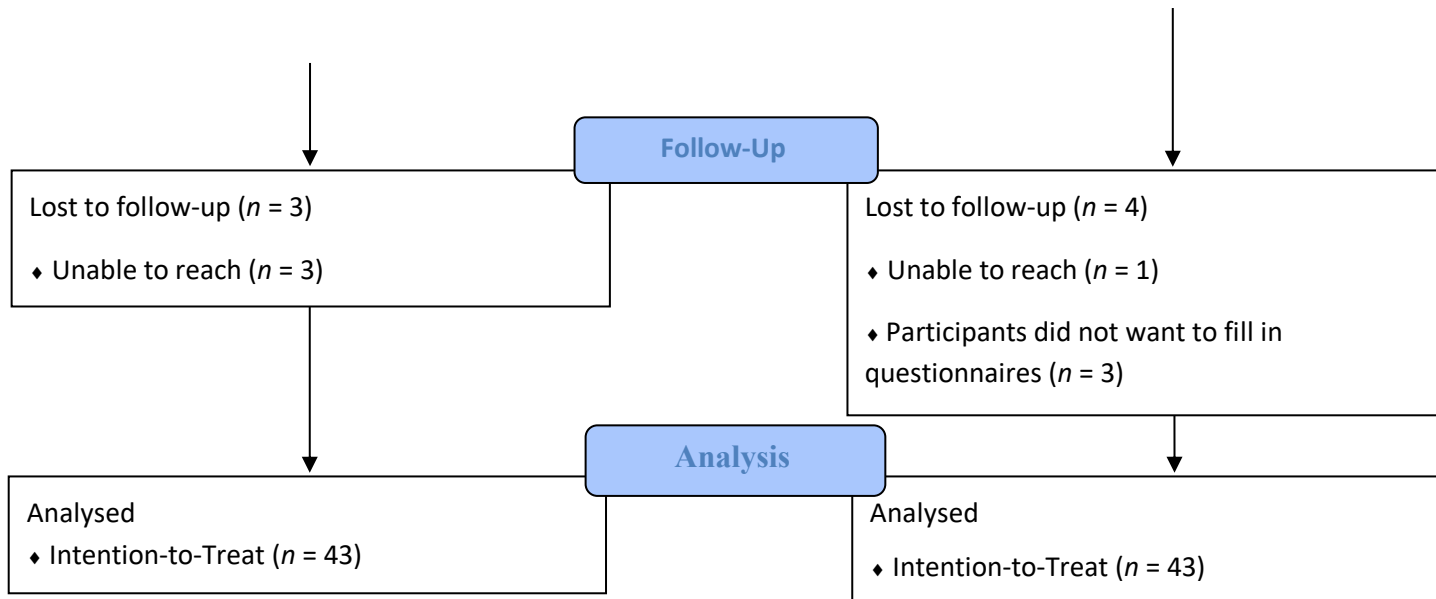 Follow-Up
Lost to follow-up (n = 3)
♦ Unable to reach (n = 3)
Lost to follow-up (n = 4)
♦ Unable to reach (n = 1)
♦ Participants did not want to fill in
questionnaires (n = 3)
Analysis
Analysed
♦ Intention-to-Treat (n = 43)
Analysed
♦ Intention-to-Treat (n = 43)